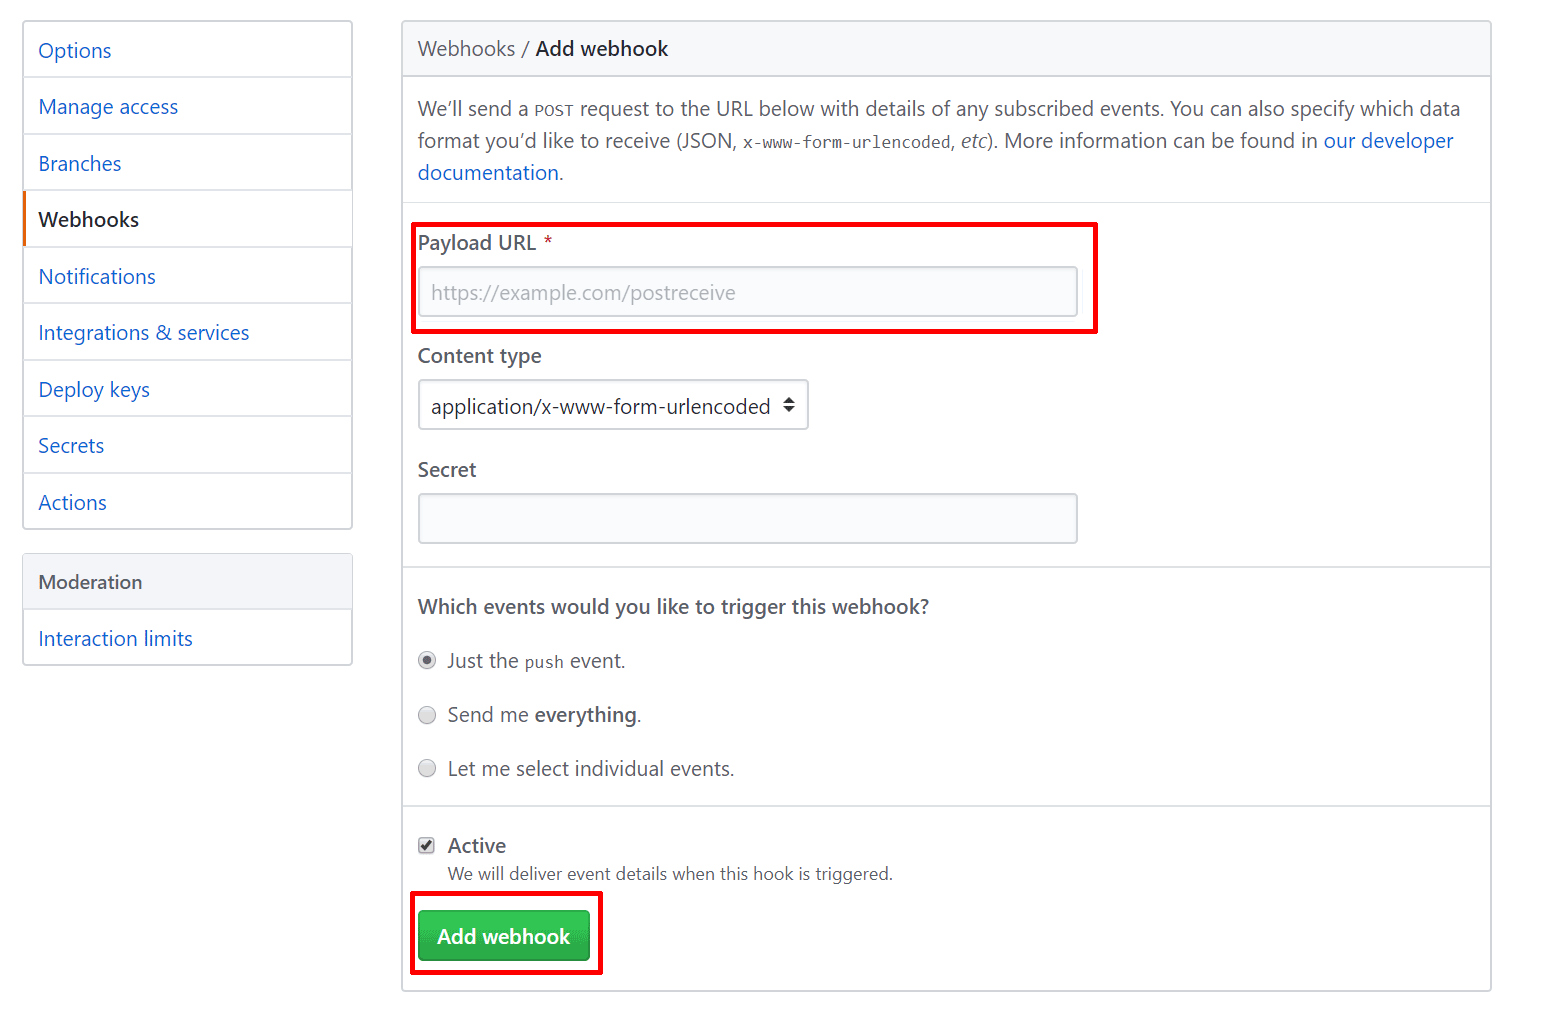 Options
Manage access
Branches
Webhooks
Notifications
Integrations & services
Deploy keys
Secrets
Actions
Moderation
Interaction limits
Webhooks / Add webhook
We’ll send a POST request to the URL below with details of any subscribed events. You can also specify which data
format you’d like to receive (JSON, x-www-form-urlencoded, etc). More information can be found in our developer
documentation.
Payload URL *
https://example.com/postreceive
Content type
application/x-www-form-urlencoded
Secret
Which events would you like to trigger this webhook?
Just the push event.
Send me everything.
Let me select individual events.
Active
We will deliver event details when this hook is triggered.
Add webhook